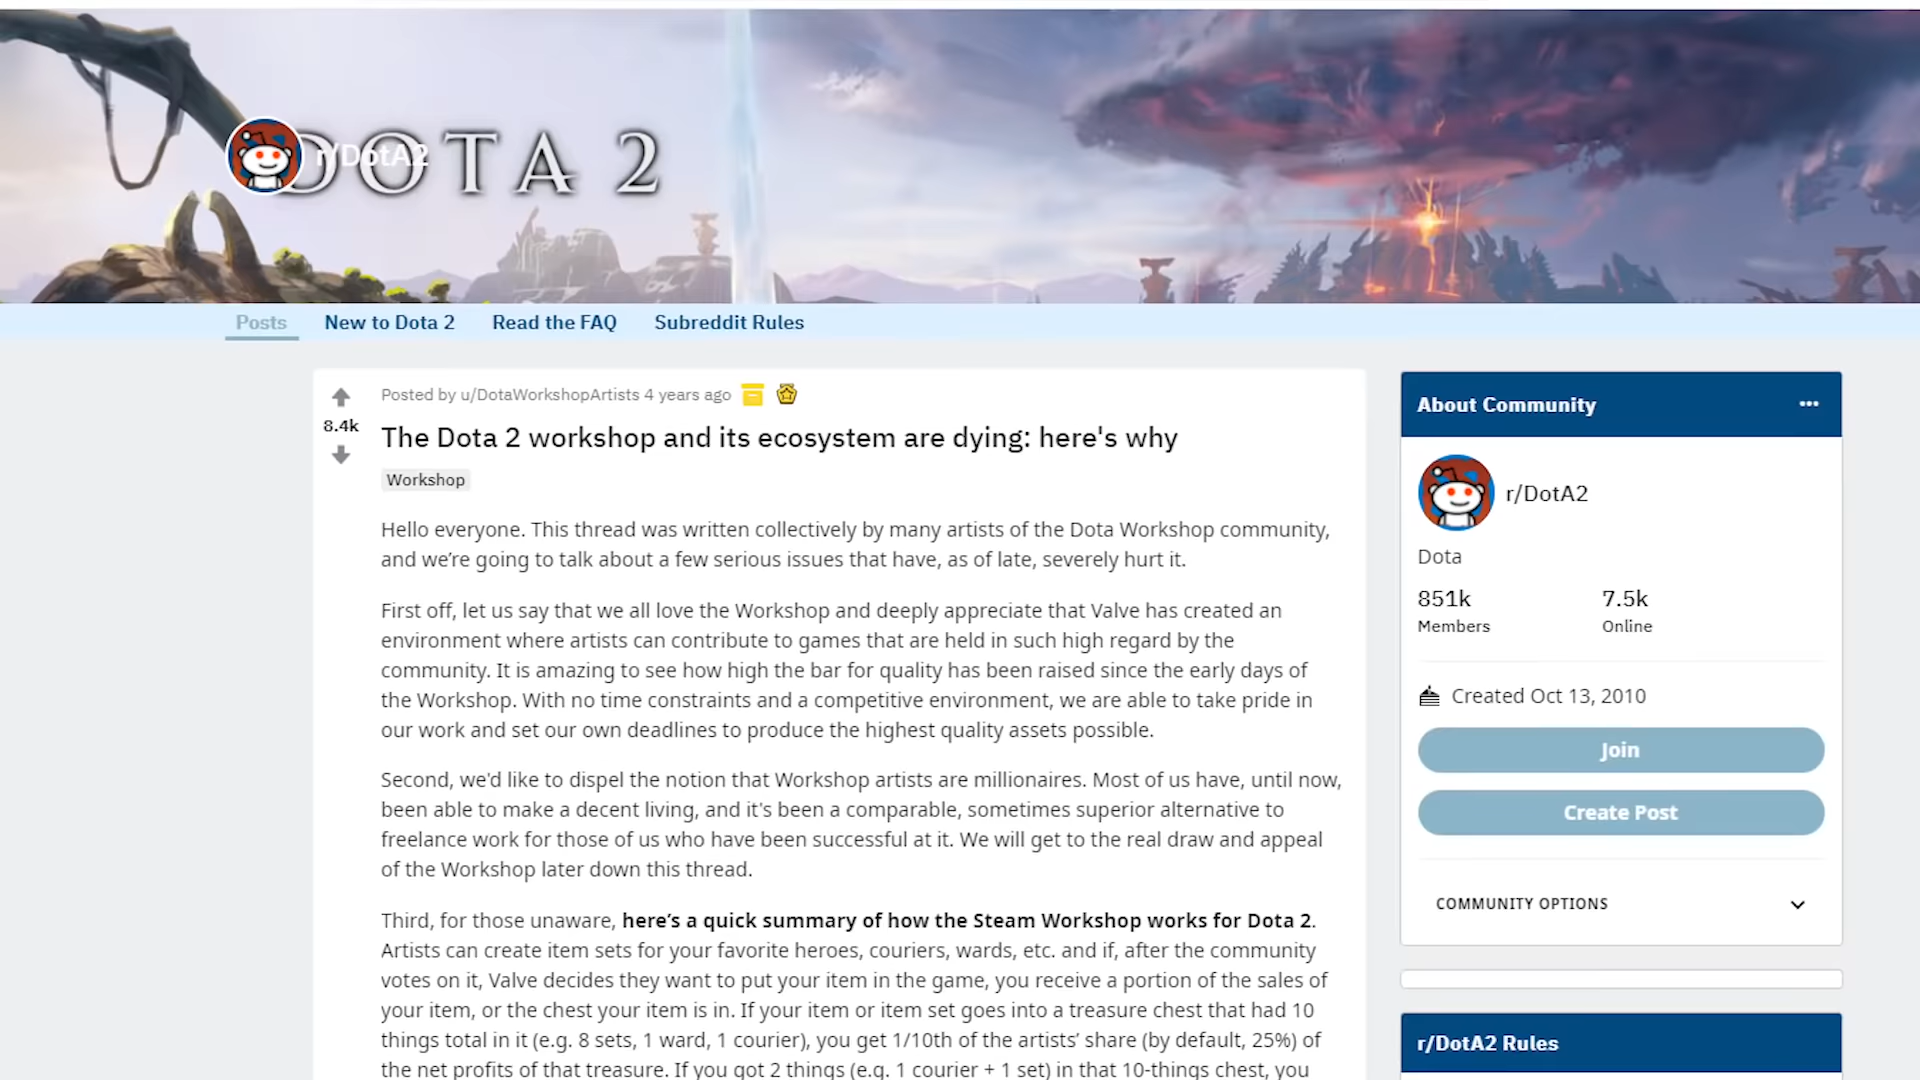 DOTA 2
r/DotA2
Posts New to Dota 2 Read the FAQ Subreddit Rules
8.4k
Posted by u/DotaWorkshopArtists 4 years ago
The Dota 2 workshop and its ecosystem are dying: here's why
Workshop
Hello everyone. This thread was written collectively by many artists of the Dota Workshop community,
and we’re going to talk about a few serious issues that have, as of late, severely hurt it.
First off, let us say that we all love the Workshop and deeply appreciate that Valve has created an
environment where artists can contribute to games that are held in such high regard by the
community. It is amazing to see how high the bar for quality has been raised since the early days of
the Workshop. With no time constraints and a competitive environment, we are able to take pride in
our work and set our own deadlines to produce the highest quality assets possible.
Second, we'd like to dispel the notion that Workshop artists are millionaires. Most of us have, until now,
been able to make a decent living, and it's been a comparable, sometimes superior alternative to
freelance work for those of us who have been successful at it. We will get to the real draw and appeal
of the Workshop later down this thread.
Third, for those unaware, here’s a quick summary of how the Steam Workshop works for Dota 2.
Artists can create item sets for your favorite heroes, couriers, wards, etc. and if, after the community
votes on it, Valve decides they want to put your item in the game, you receive a portion of the sales of
your item, or the chest your item is in. If your item or item set goes into a treasure chest that had 10
things total in it (e.g. 8 sets, 1 ward, 1 courier), you get 1/10th of the artists’ share (by default, 25%) of
the net profits of that treasure. If you got 2 things (e.g. 1 courier + 1 set) in that 10-things chest, you
About Community
r/DotA2
Dota
851k 7.5k
Members Online
Created Oct 13, 2010
Join
Create Post
COMMUNITY OPTIONS
r/DotA2 Rules